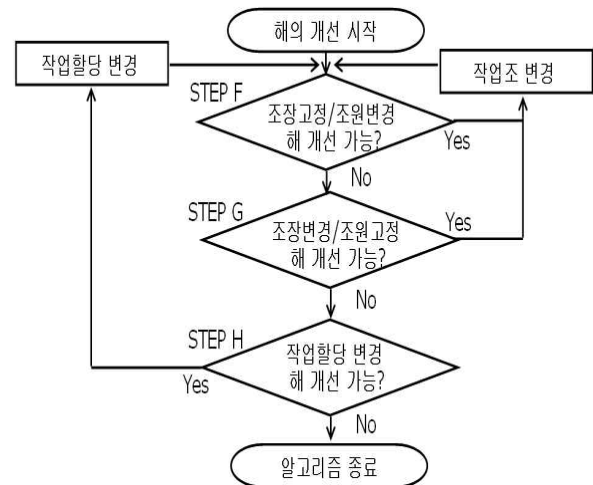 해의 개선 시작
작업할당 변경
작업조 변경
STEP F
조장고정/조원변경
해 개선 가능?
Yes
No
STEP G
조장변경/조원고정
해 개선 가능?
Yes
No
STEP H
작업할당 변경
해 개선 가능?
Yes
No
알고리즘 종료